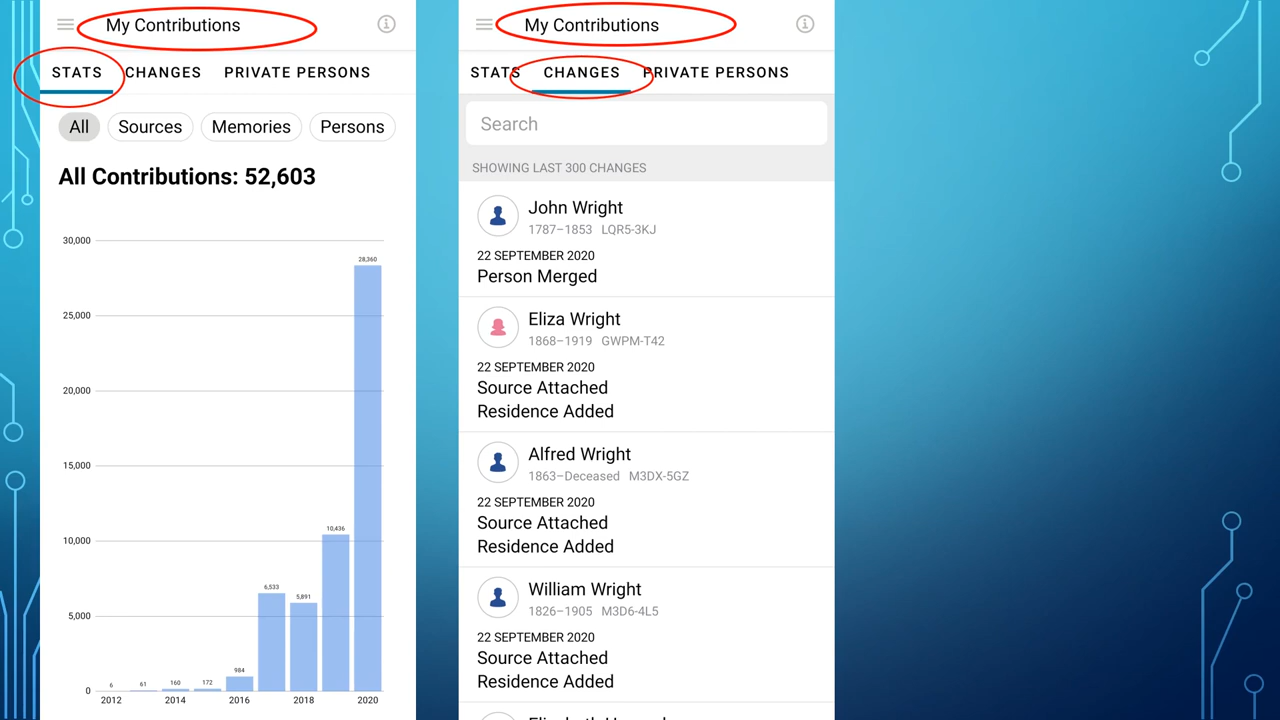 My Contributions
STATS CHANGES PRIVATE PERSONS
All Sources Memories Persons
All Contributions: 52,603
30,000
28,360
25,000
20,000
15,000
10,436
10,000
6,533
5,891
5,000
984
6 61 160 172
0
2012 2014 2016 2018 2020
My Contributions
STATS CHANGES PRIVATE PERSONS
Search
SHOWING LAST 300 CHANGES
John Wright
1787–1853 LQR5-3KJ
22 SEPTEMBER 2020
Person Merged
Eliza Wright
1868–1919 GWPM-T42
22 SEPTEMBER 2020
Source Attached
Residence Added
Alfred Wright
1863–Deceased M3DX-5GZ
22 SEPTEMBER 2020
Source Attached
Residence Added
William Wright
1826–1905 M3D6-4L5
22 SEPTEMBER 2020
Source Attached
Residence Added